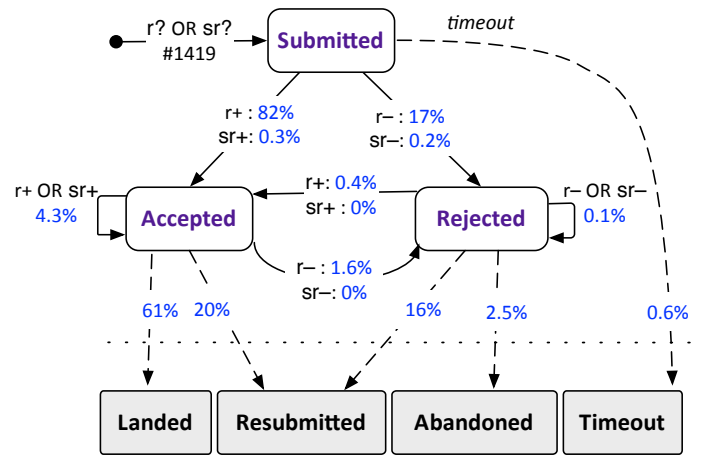 timeout
r? OR sr?
#1419
Submitted
r+ : 82%
sr+: 0.3%
r– : 17%
sr–: 0.2%
r+ OR sr+
4.3%
Accepted
r+: 0.4%
sr+ : 0%
Rejected
r– OR sr–
0.1%
r– : 1.6%
sr–: 0%
61%
20%
16%
2.5%
0.6%
Landed
Resubmitted
Abandoned
Timeout